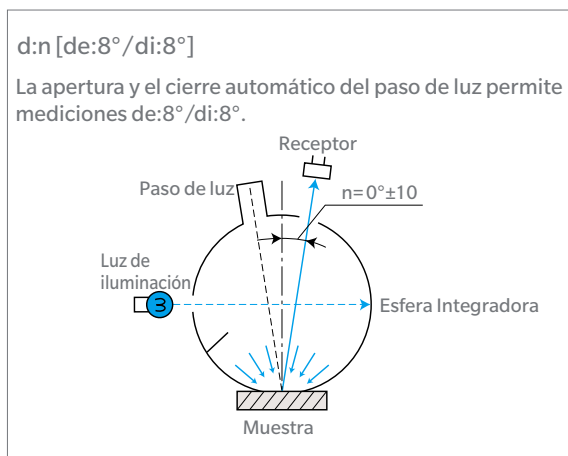 d:n [de:8°/di:8°]
La apertura y el cierre automático del paso de luz permite
mediciones de:8°/di:8°.
Receptor
Paso de luz
n=0°±10
Luz de
iluminación
Esfera Integradora
Muestra